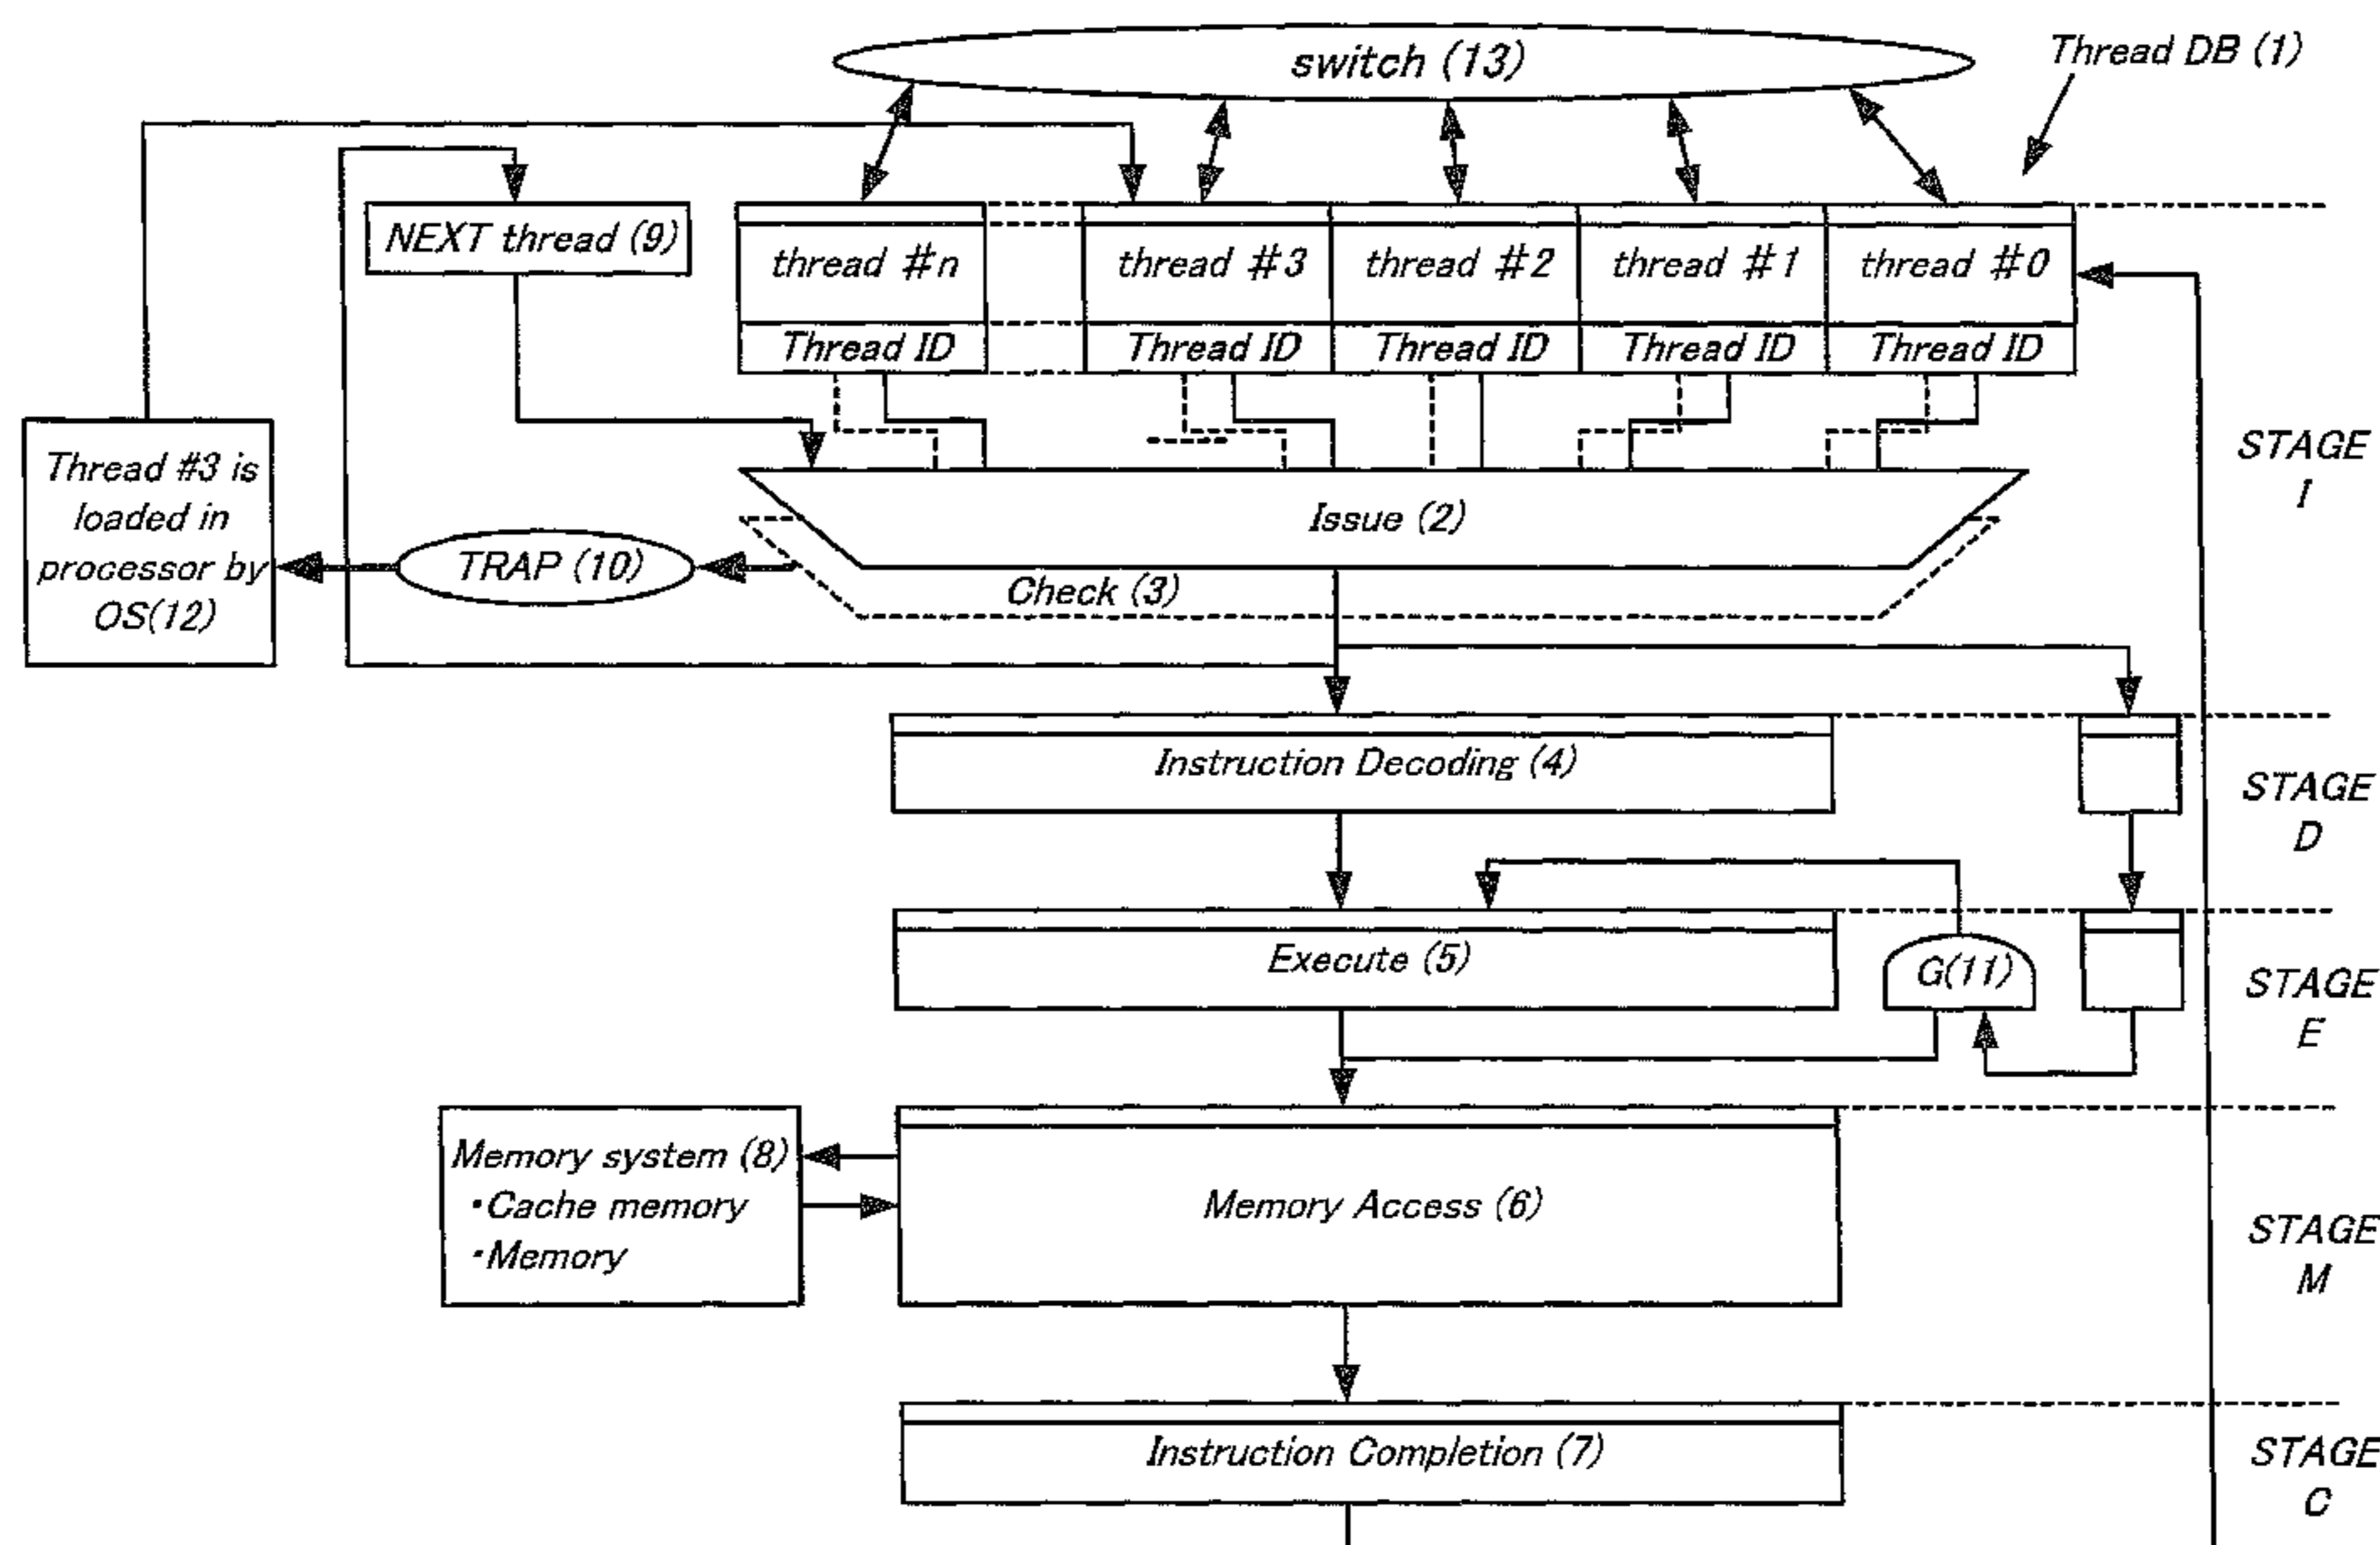 switch (13)
Thread DB (1)
NEXT thread (9)
thread #n
thread #3
thread #2
thread #1
thread #0
Thread ID
Thread ID
Thread ID
Thread ID
Thread ID
STAGE
I
Thread #3 is
loaded in
processor by
OS(12)
TRAP (10)
Issue (2)
Check (3)
Instruction Decoding (4)
STAGE
D
Execute (5)
G(11)
STAGE
E
Memory system (8)
・Cache memory
・Memory
Memory Access (6)
STAGE
M
Instruction Completion (7)
STAGE
C